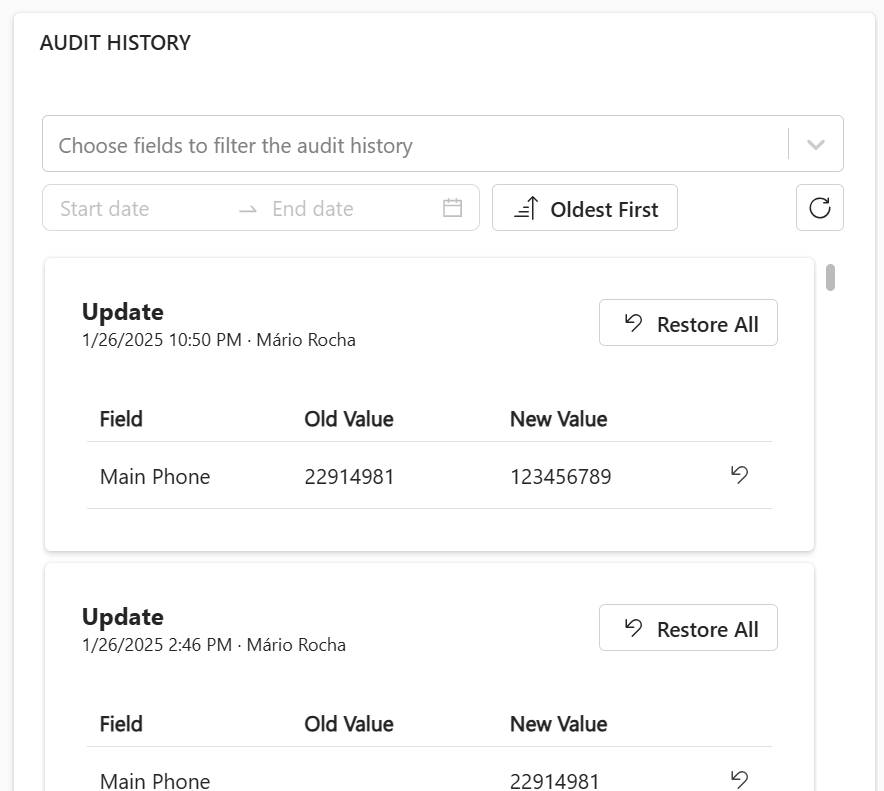 AUDIT HISTORY
Choose fields to filter the audit history
Start date End date Oldest First
Update
1/26/2025 10:50 PM · Mário Rocha
Restore All
Field Old Value New Value
Main Phone 22914981 123456789
Update
1/26/2025 2:46 PM · Mário Rocha
Restore All
Field Old Value New Value
Main Phone 22914981